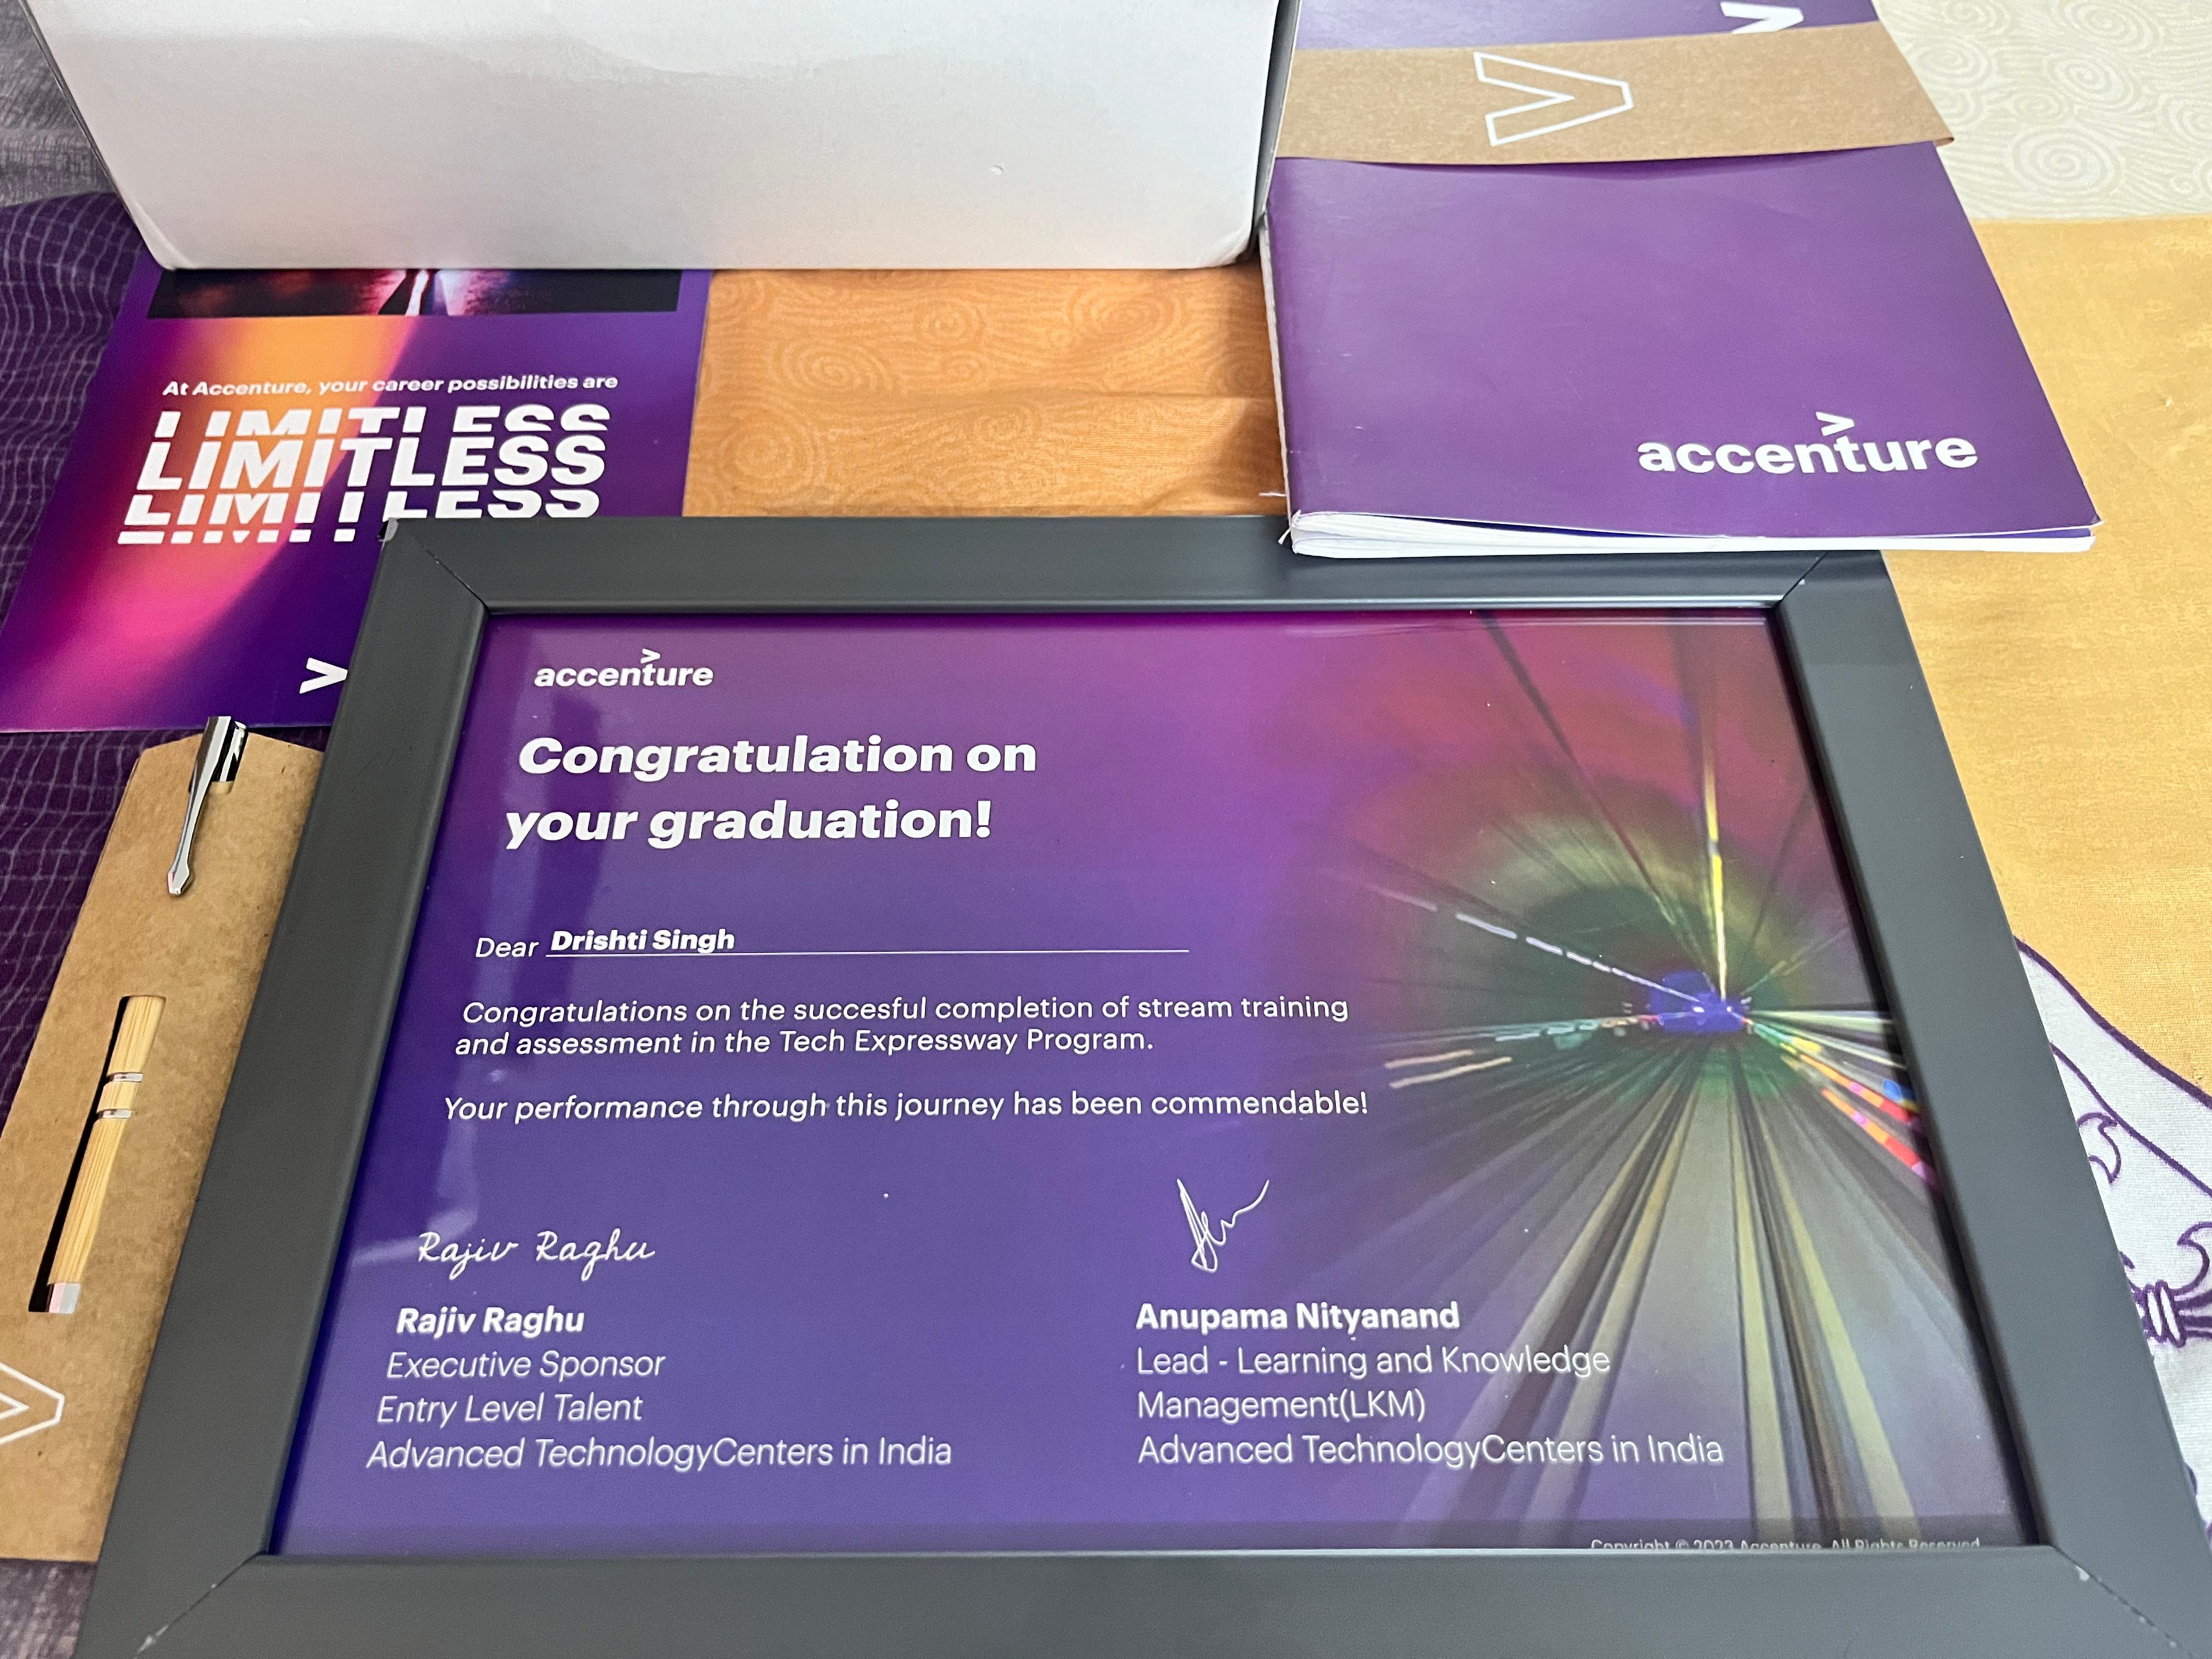 At Accenture, your career possibilities are
LIMITLESS
LIMITLESS
LIMITLESS
accenture
accenture
Congratulation on
your graduation!
Dear Drishti Singh
Congratulations on the succesful completion of stream training
and assessment in the Tech Expressway Program.
Your performance through this journey has been commendable!
Rajiv Raghu
Rajiv Raghu
Executive Sponsor
Entry Level Talent
Advanced TechnologyCenters in India
Anupama Nityanand
Lead - Learning and Knowledge
Management(LKM)
Advanced TechnologyCenters in India
Copyright © 2023 Accenture. All Rights Reserved